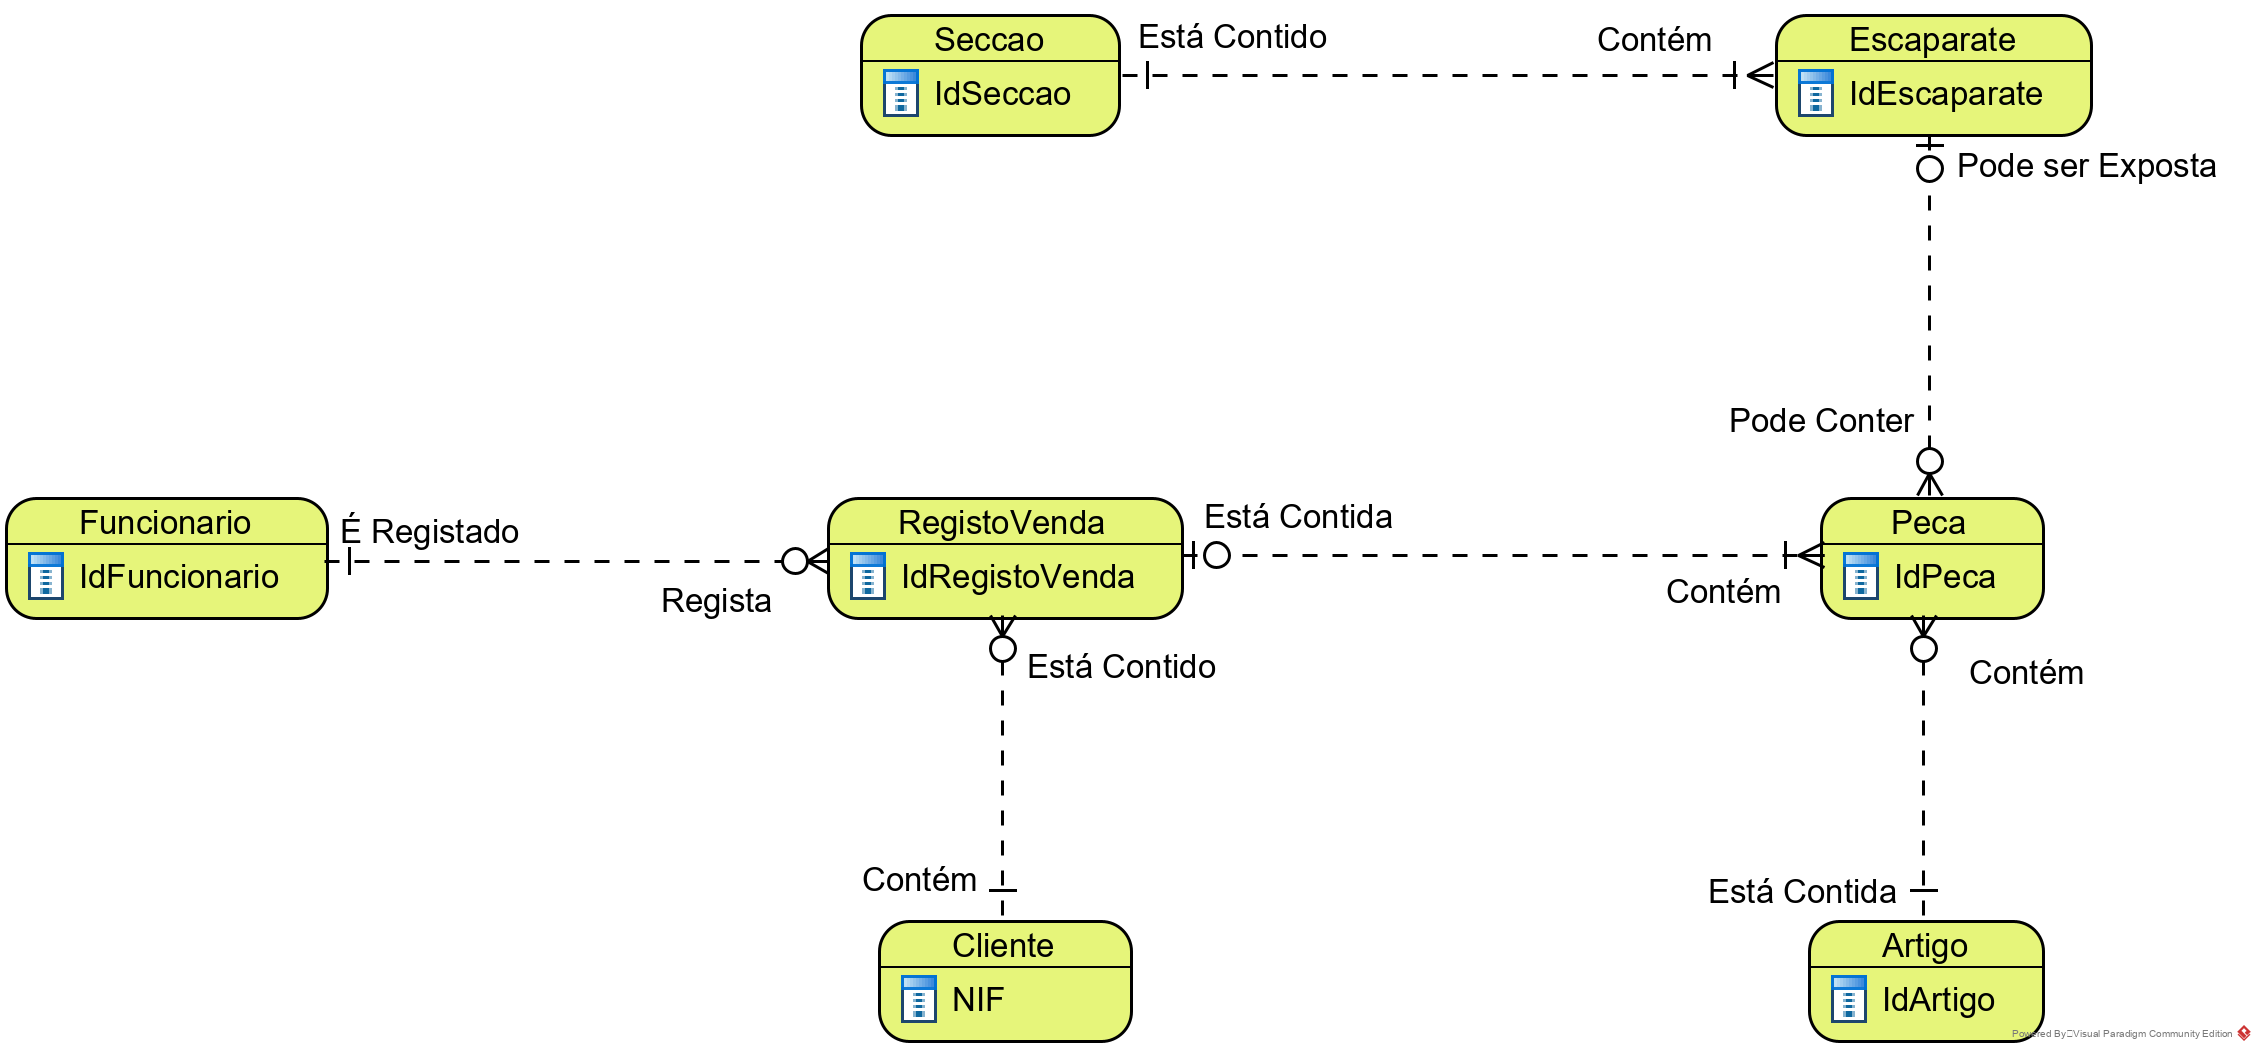 Seccao
IdSeccao
Está Contido
Contém
Escaparate
IdEscaparate
Pode ser Exposta
Pode Conter
Funcionario
IdFuncionario
É Registado
Regista
RegistoVenda
IdRegistoVenda
Está Contida
Contém
Peca
IdPeca
Está Contido
Contém
Contém
Está Contida
Cliente
NIF
Artigo
IdArtigo
Powered By Visual Paradigm Community Edition